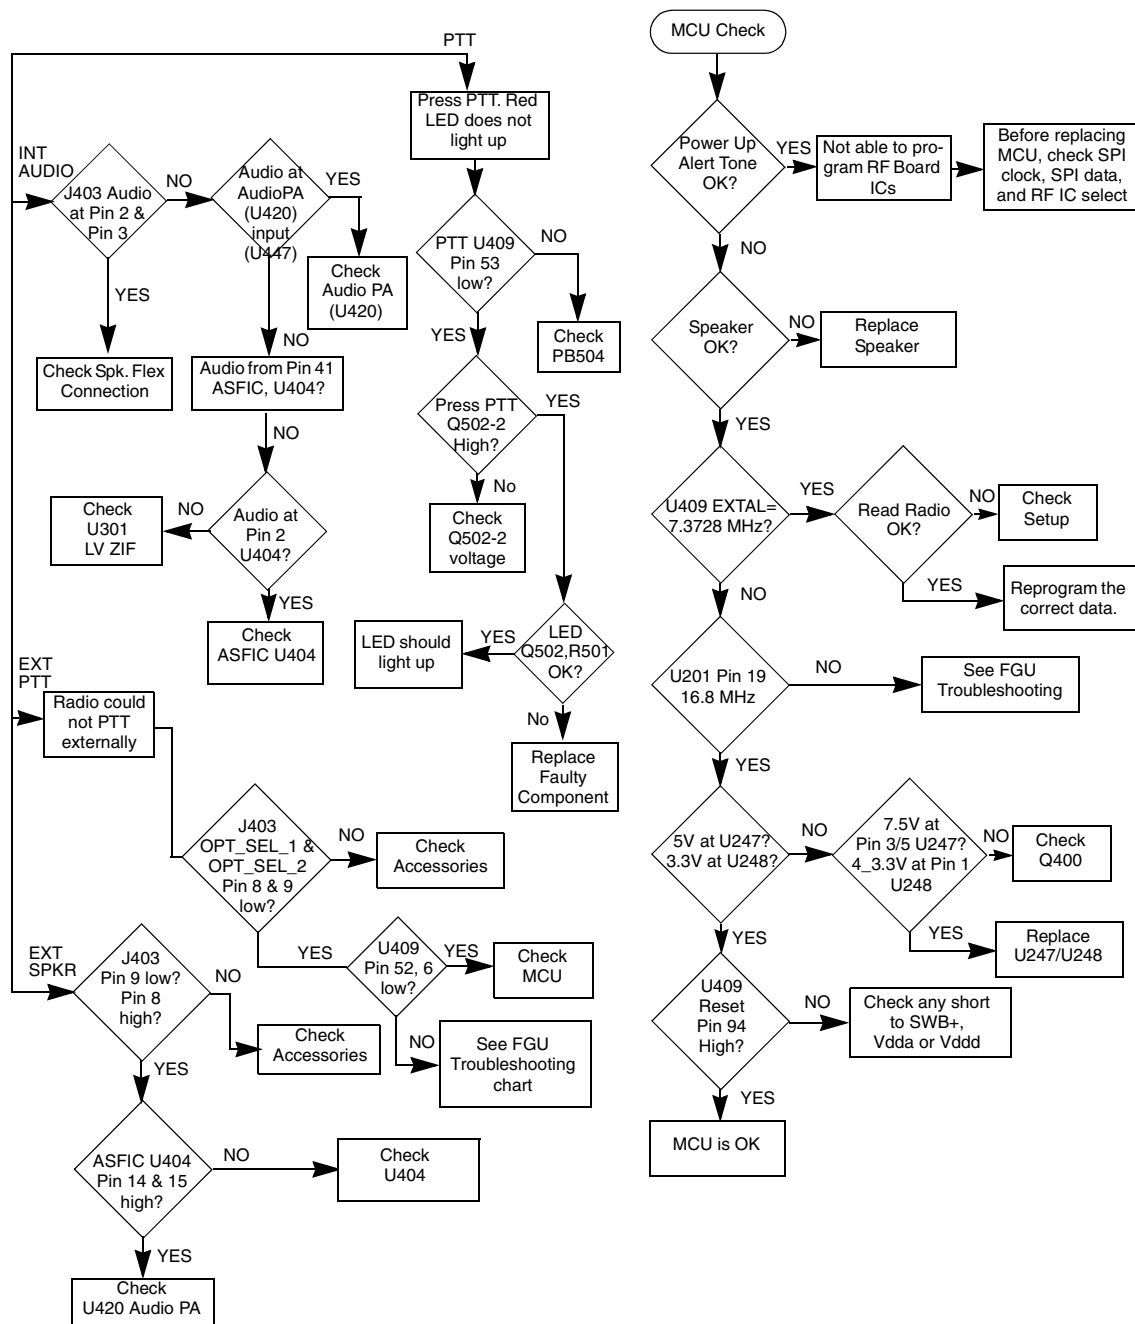 PTT
Press PTT. Red
LED does not
light up
INT
AUDIO
J403 Audio
at Pin 2 &
Pin 3
NO
Audio at
AudioPA
(U420)
input
(U447)
YES
Check
Audio PA
(U420)
YES
Check Spk. Flex
Connection
NO
Audio from Pin 41
ASFIC, U404?
NO
Audio at
Pin 2
U404?
NO
Check
U301
LV ZIF
YES
Check
ASFIC U404
PTT U409
Pin 53
low?
NO
Check
PB504
YES
Press PTT
Q502-2
High?
YES
No
Check
Q502-2
voltage
LED
Q502,R501
OK?
YES
LED should
light up
No
Replace
Faulty
Component
EXT
PTT
Radio could
not PTT
externally
J403
OPT_SEL_1 &
OPT_SEL_2
Pin 8 & 9
low?
NO
Check
Accessories
YES
U409
Pin 52, 6
low?
YES
Check
MCU
NO
See FGU
Troubleshooting
chart
EXT
SPKR
J403
Pin 9 low?
Pin 8
high?
NO
Check
Accessories
YES
ASFIC U404
Pin 14 & 15
high?
NO
Check
U404
YES
Check
U420 Audio PA
MCU Check
Power Up
Alert Tone
OK?
YES
Not able to pro-
gram RF Board
ICs
Before replacing
MCU, check SPI
clock, SPI data,
and RF IC select
NO
Speaker
OK?
NO
Replace
Speaker
YES
U409 EXTAL=
7.3728 MHz?
YES
Read Radio
OK?
NO
Check
Setup
YES
Reprogram the
correct data.
NO
U201 Pin 19
16.8 MHz
NO
See FGU
Troubleshooting
YES
5V at U247?
3.3V at U248?
NO
7.5V at
Pin 3/5 U247?
4_3.3V at Pin 1
U248
NO
Check
Q400
YES
Replace
U247/U248
YES
U409
Reset
Pin 94
High?
NO
Check any short
to SWB+,
Vdda or Vddd
YES
MCU is OK